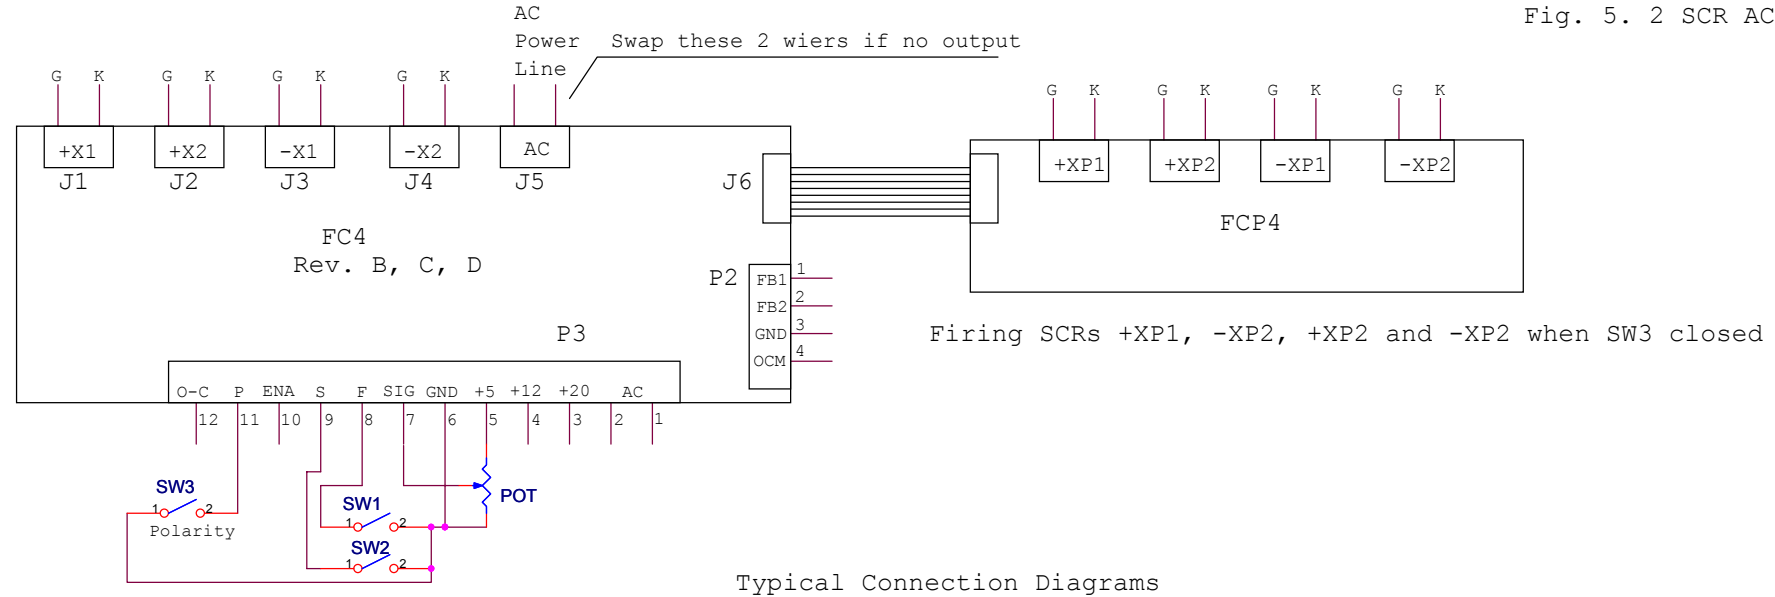 Fig. 5. 2 SCR AC
AC
Power
Line
Swap these 2 wiers if no output
G K G K G K G K
G K G K G K G K
+X1 +X2 -X1 -X2 AC
J1 J2 J3 J4 J5 J6
+XP1 +XP2 -XP1 -XP2
FCP4
FC4
Rev. B, C, D
P2
FB1 1
FB2 2
GND 3
OCM 4
Firing SCRs +XP1, -XP2, +XP2 and -XP2 when SW3 closed
P3
O-C P ENA S F SIG GND +5 +12 +20 AC
12 11 10 9 8 7 6 5 4 3 2 1
SW3
1 2
Polarity
SW1
1 2
POT
SW2
1 2
Typical Connection Diagrams